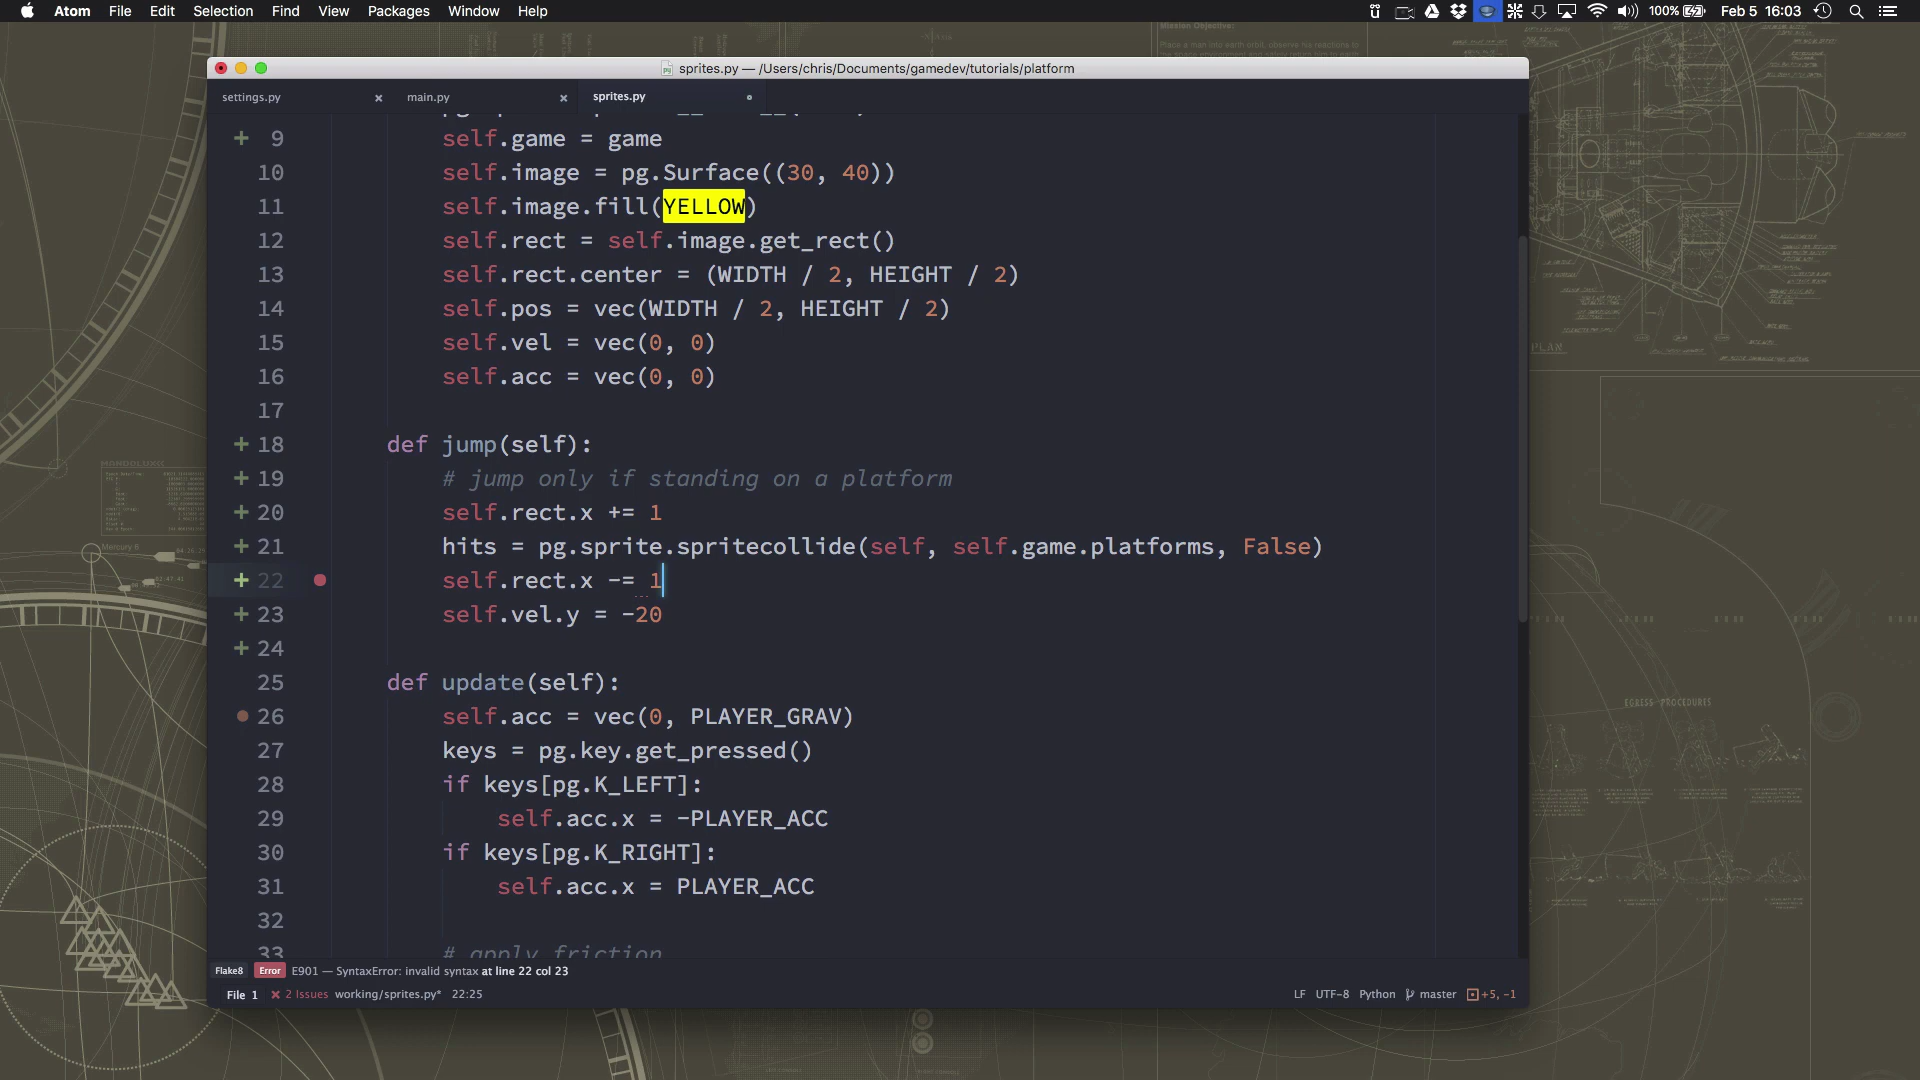 Atom File Edit Selection Find View Packages Window Help 100% Feb 5 16:03
Mission Objective:
sprites.py — /Users/chris/Documents/gamedev/tutorials/platform
settings.py × main.py × sprites.py
+ 9 self.game = game
10 self.image = pg.Surface((30, 40))
11 self.image.fill(YELLOW)
12 self.rect = self.image.get_rect()
13 self.rect.center = (WIDTH / 2, HEIGHT / 2)
14 self.pos = vec(WIDTH / 2, HEIGHT / 2)
15 self.vel = vec(0, 0)
16 self.acc = vec(0, 0)
17
+ 18 def jump(self):
+ 19 # jump only if standing on a platform
+ 20 self.rect.x += 1
+ 21 hits = pg.sprite.spritecollide(self, self.game.platforms, False)
+ 22 self.rect.x -= 1
+ 23 self.vel.y = -20
+ 24
25 def update(self):
26 self.acc = vec(0, PLAYER_GRAV)
27 keys = pg.key.get_pressed()
28 if keys[pg.K_LEFT]:
29 self.acc.x = -PLAYER_ACC
30 if keys[pg.K_RIGHT]:
31 self.acc.x = PLAYER_ACC
32
33 # apply friction
Flake8 Error E901 — SyntaxError: invalid syntax at line 22 col 23
File 1 × 2 Issues working/sprites.py* 22:25 LF UTF-8 Python master +5, -1
PLAN
Mercury 6
EGRESS PROCEDURES